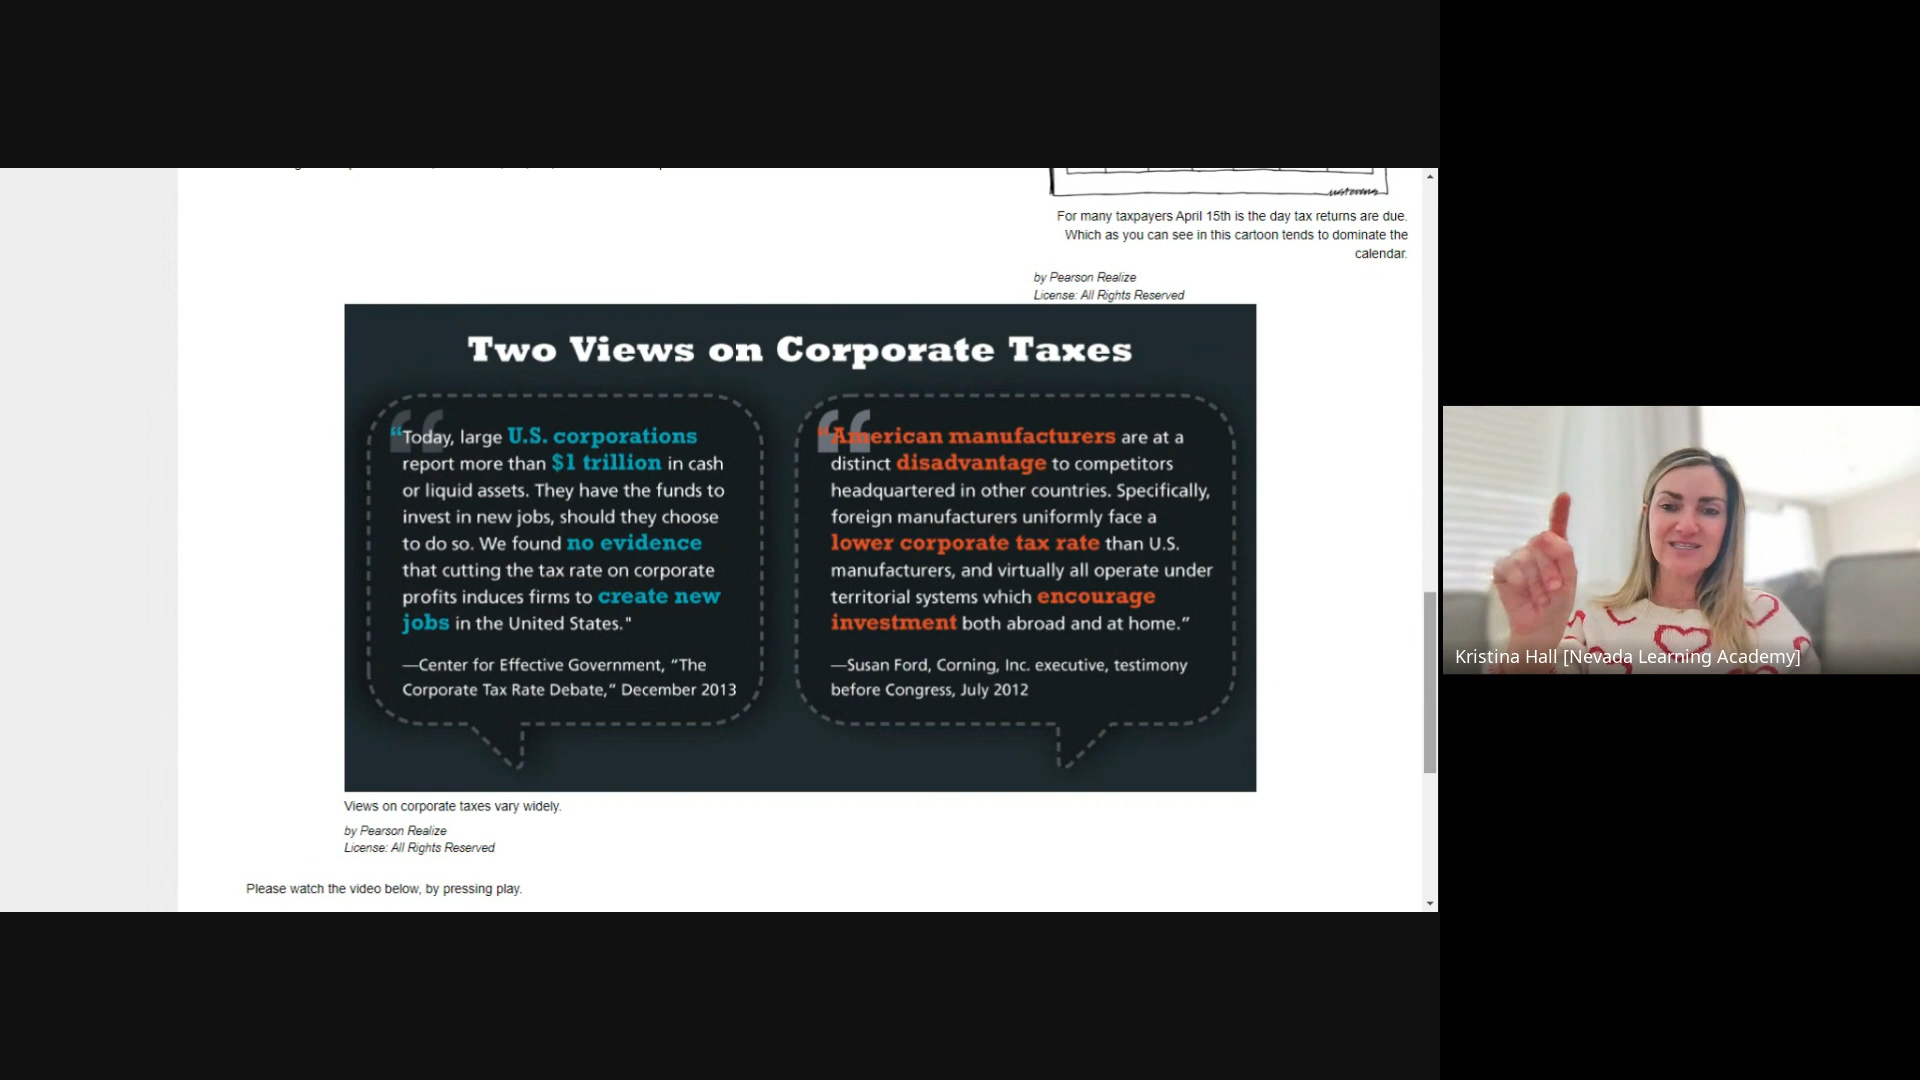 For many taxpayers April 15th is the day tax returns are due.
Which as you can see in this cartoon tends to dominate the
calendar.
by Pearson Realize
License: All Rights Reserved
Two Views on Corporate Taxes
“Today, large U.S. corporations
report more than $1 trillion in cash
or liquid assets. They have the funds to
invest in new jobs, should they choose
to do so. We found no evidence
that cutting the tax rate on corporate
profits induces firms to create new
jobs in the United States."
—Center for Effective Government, “The
Corporate Tax Rate Debate,” December 2013
“American manufacturers are at a
distinct disadvantage to competitors
headquartered in other countries. Specifically,
foreign manufacturers uniformly face a
lower corporate tax rate than U.S.
manufacturers, and virtually all operate under
territorial systems which encourage
investment both abroad and at home.”
—Susan Ford, Corning, Inc. executive, testimony
before Congress, July 2012
Views on corporate taxes vary widely.
by Pearson Realize
License: All Rights Reserved
Please watch the video below, by pressing play.
Kristina Hall [Nevada Learning Academy]